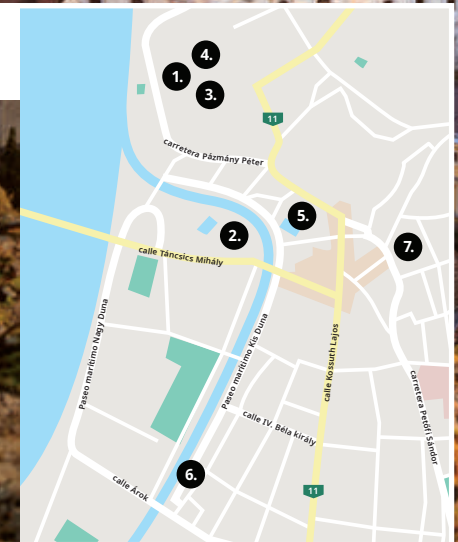 4.
1.
3.
11
carretera Pázmány Péter
5.
2.
7.
calle Táncsics Mihály
Paseo marítimo Nagy Duna
Paseo marítimo Kis Duna
calle Kossuth Lajos
carretera Petőfi Sándor
calle IV. Béla király
6.
calle Árok
11